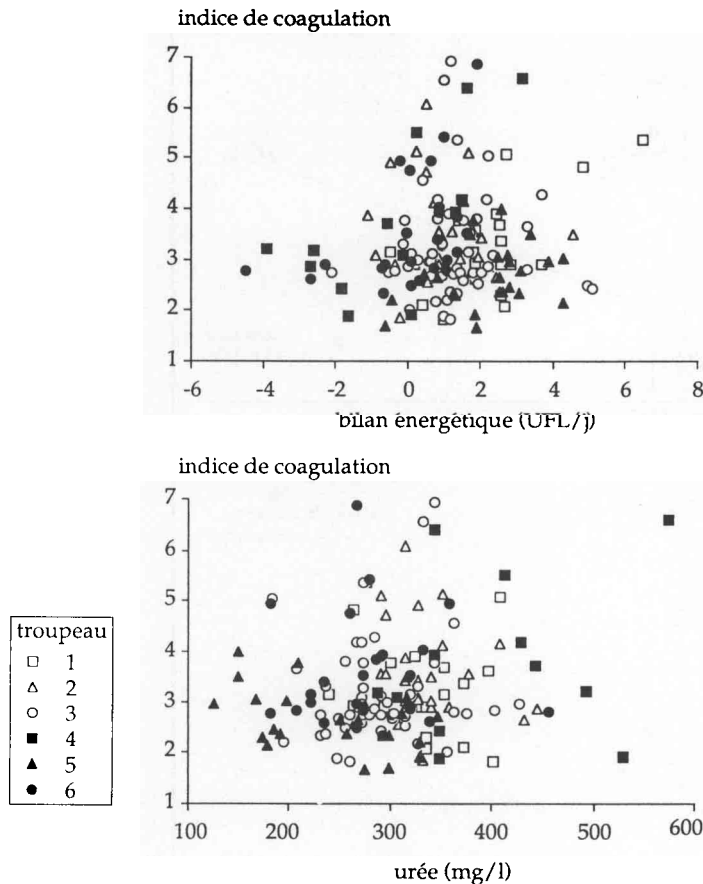 indice de coagulation
7
6
5
4
3
2
1
-6 -4 -2 0 2 4 6 8
bilan énergétique (UFL/j)
indice de coagulation
7
6
5
4
3
2
1
100 200 300 400 500 600
urée (mg/l)
troupeau
1
2
3
4
5
6